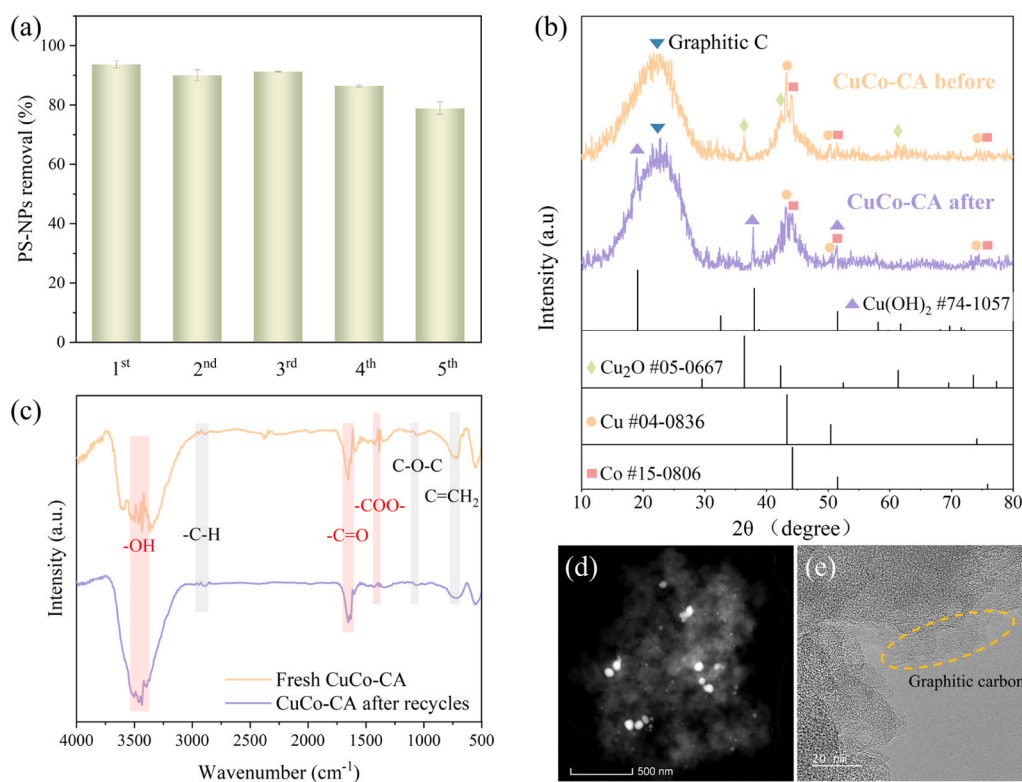 (a)
100
80
60
40
20
0
PS-NPs removal (%)
1st
2nd
3rd
4th
5th
(b)
Graphitic C
CuCo-CA before
CuCo-CA after
Cu(OH)2 #74-1057
Cu2O #05-0667
Cu #04-0836
Co #15-0806
Intensity (a.u)
10 20 30 40 50 60 70 80
2θ （degree）
(c)
C-O-C
C=CH2
-COO-
-OH
-C-H
-C=O
Fresh CuCo-CA
CuCo-CA after recycles
Intensity (a.u.)
4000 3500 3000 2500 2000 1500 1000 500
Wavenumber (cm-1)
(d)
500 nm
(e)
Graphitic carbon
20 nm